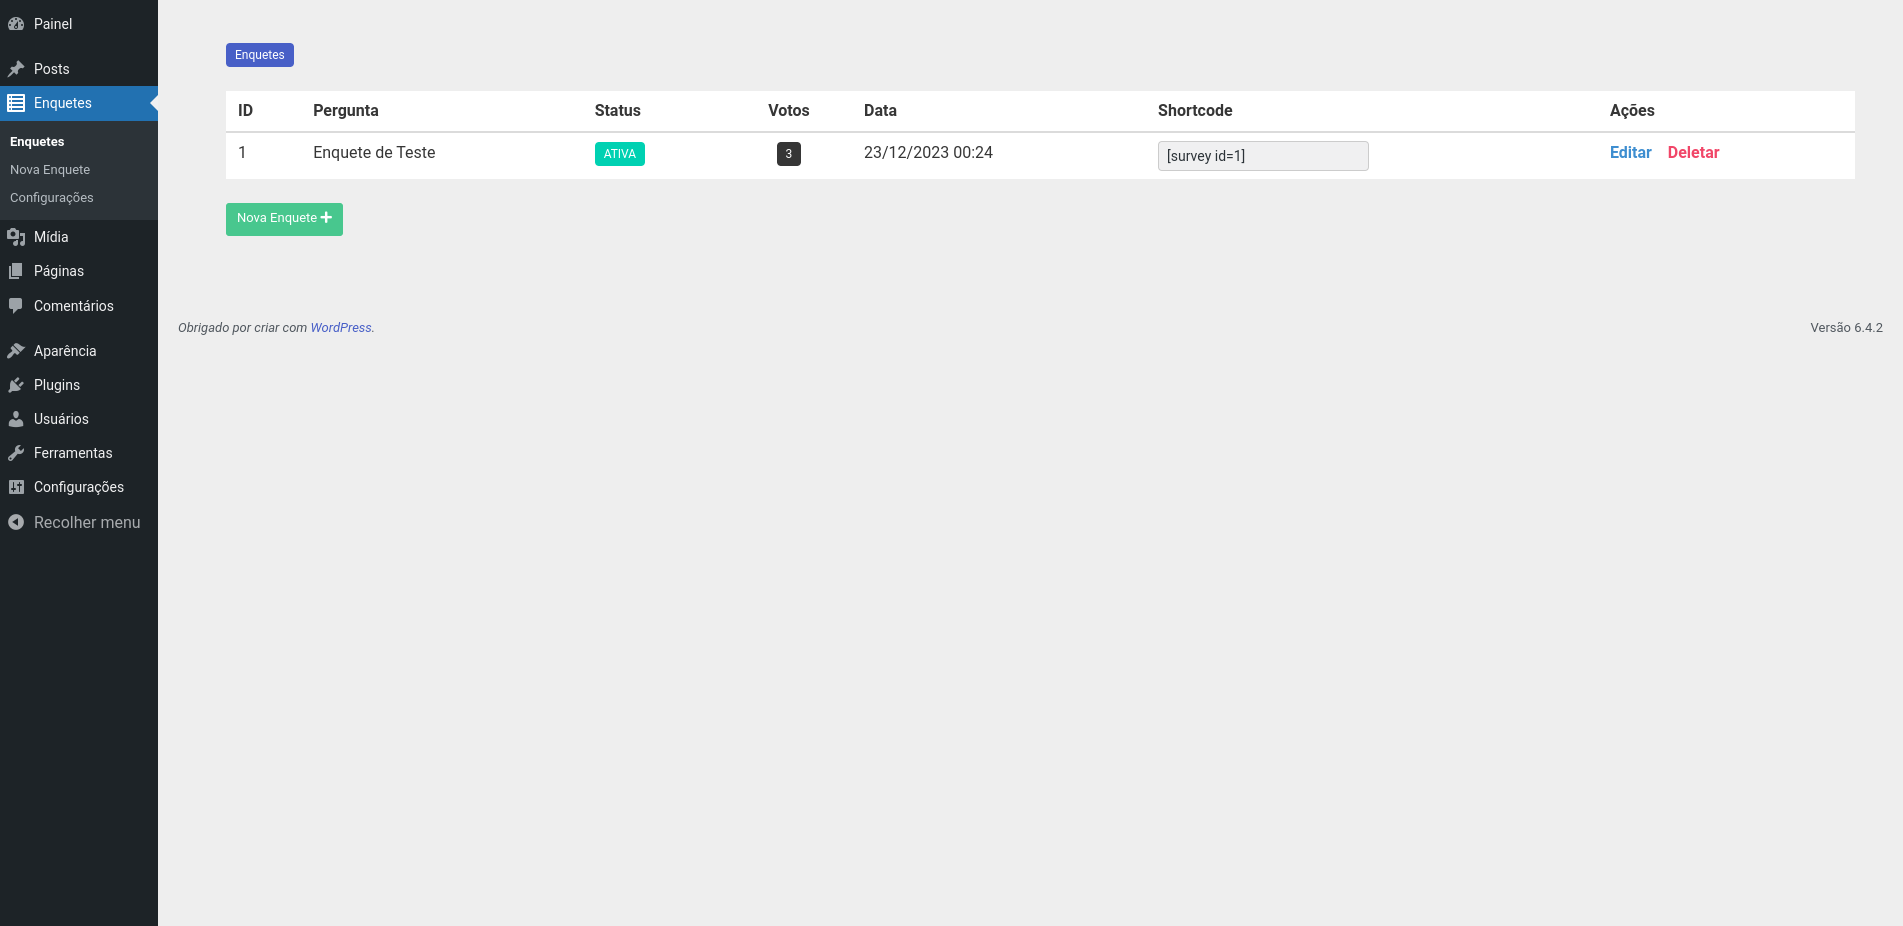 Painel
Posts
Enquetes
Enquetes
Nova Enquete
Configurações
Mídia
Páginas
Comentários
Aparência
Plugins
Usuários
Ferramentas
Configurações
Recolher menu
Enquetes
ID Pergunta Status Votos Data Shortcode Ações
1 Enquete de Teste ATIVA 3 23/12/2023 00:24 [survey id=1] Editar Deletar
Nova Enquete +
Obrigado por criar com WordPress. Versão 6.4.2